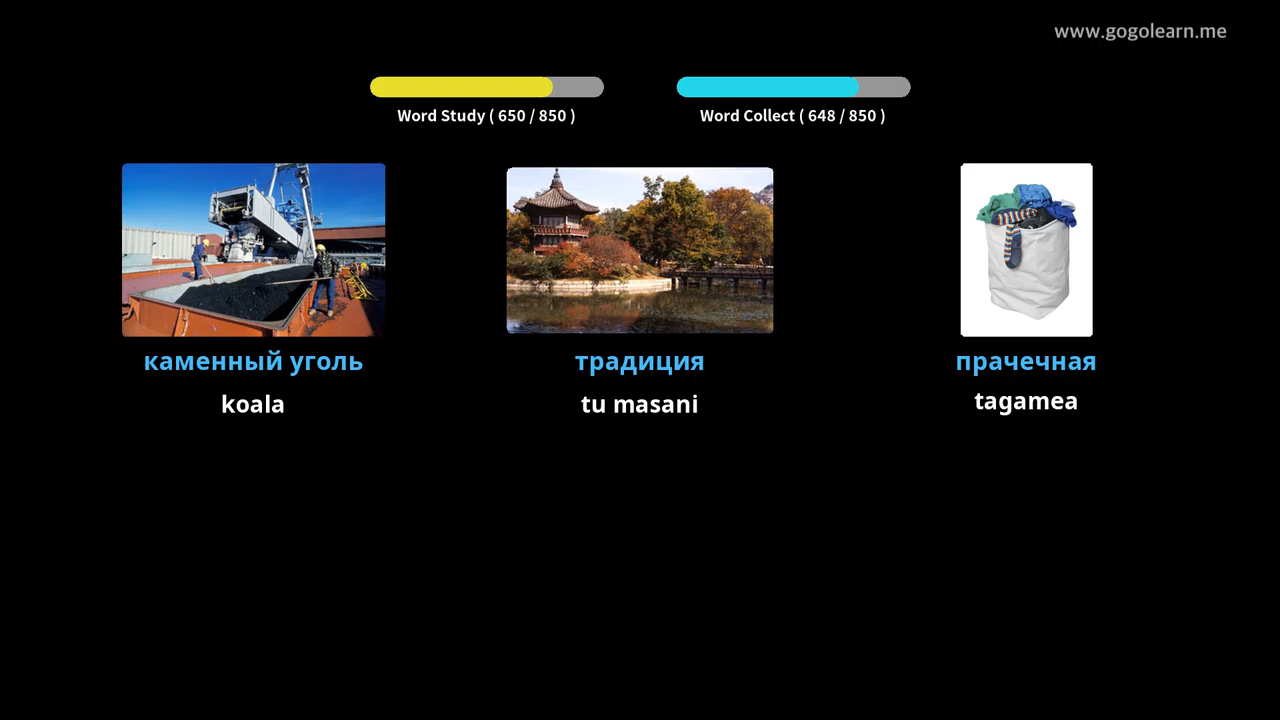 www.gogolearn.me
Word Study ( 650 / 850 )
Word Collect ( 648 / 850 )
каменный уголь
традиция
прачечная
koala
tu masani
tagamea